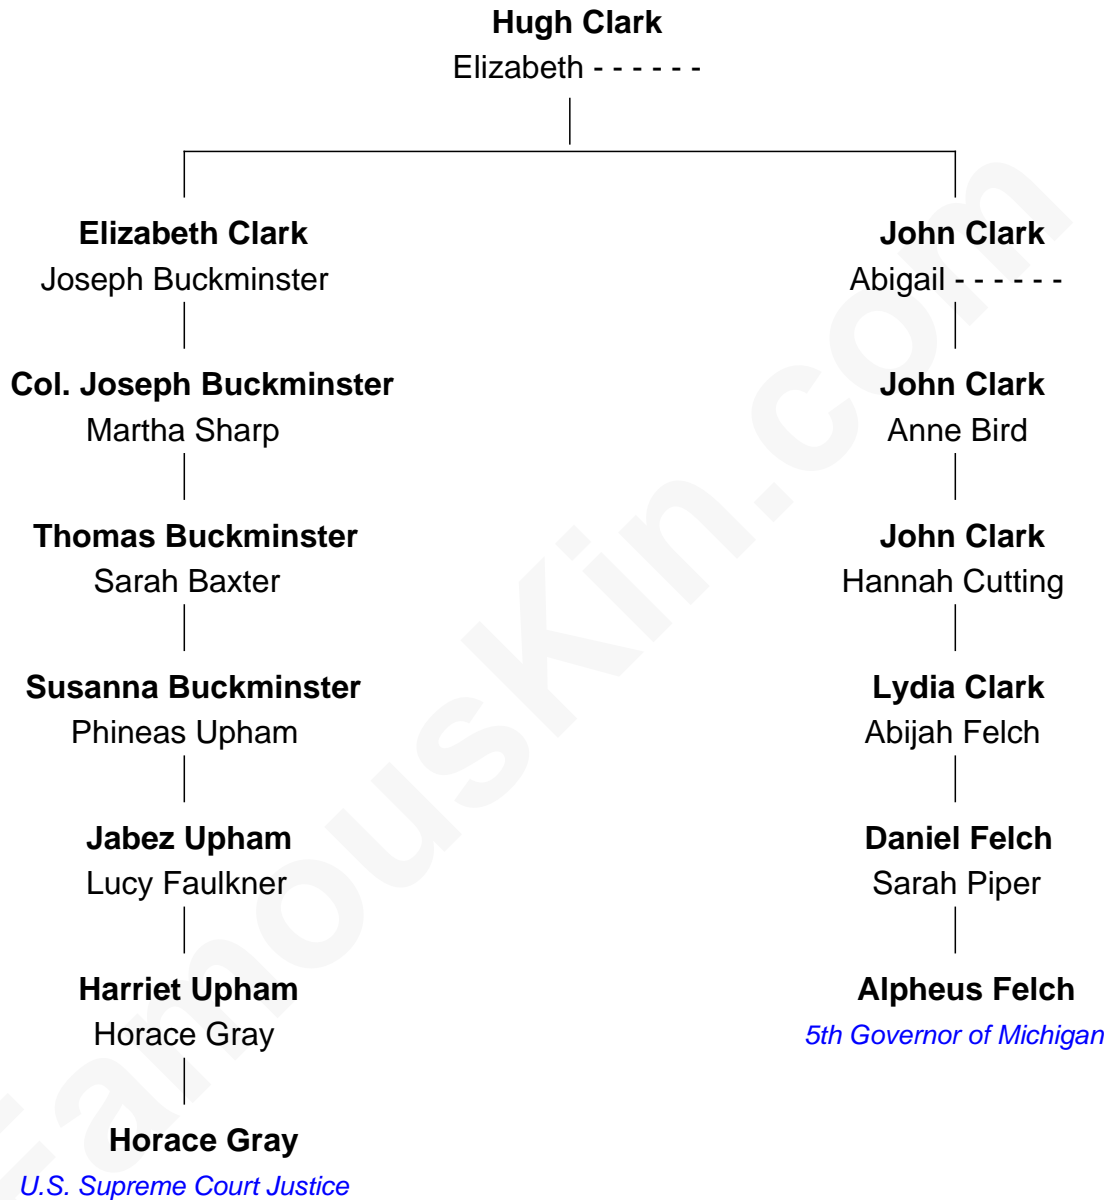 Hugh Clark
Elizabeth - - - - - -
Elizabeth Clark
Joseph Buckminster
John Clark
Abigail - - - - - -
Col. Joseph Buckminster
Martha Sharp
John Clark
Anne Bird
Thomas Buckminster
Sarah Baxter
John Clark
Hannah Cutting
Susanna Buckminster
Phineas Upham
Lydia Clark
Abijah Felch
Jabez Upham
Lucy Faulkner
Daniel Felch
Sarah Piper
Harriet Upham
Horace Gray
Alpheus Felch
5th Governor of Michigan
Horace Gray
U.S. Supreme Court Justice
FamousKin.com